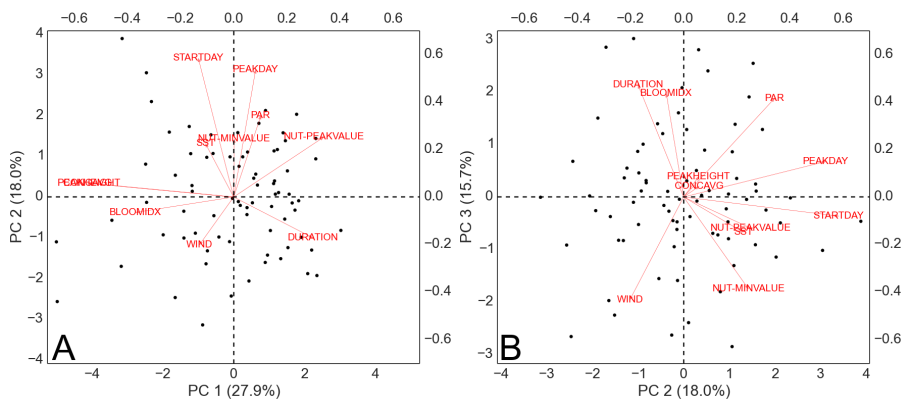 −0.6 −0.4 −0.2 0.0 0.2 0.4 0.6
4
3
2
1
0
−1
−2
−3
−4
PC 2 (18.0%)
STARTDAY
PEAKDAY
PAR
NUT-MINVALUE
NUT-PEAKVALUE
SST
BLOOMIDX
WIND
DURATION
0.6
0.4
0.2
0.0
−0.2
−0.4
−0.6
A
−4 −2 0 2 4
PC 1 (27.9%)
−0.6 −0.4 −0.2 0.0 0.2 0.4 0.6
3
2
1
0
−1
−2
−3
PC 3 (15.7%)
DURATION
BLOOMIDX
PAR
PEAKHEIGHT
PEAKDAY
CONCAVG
STARTDAY
NUT-PEAKVALUE
SST
NUT-MINVALUE
WIND
0.6
0.4
0.2
0.0
−0.2
−0.4
−0.6
B
−4 −3 −2 −1 0 1 2 3 4
PC 2 (18.0%)